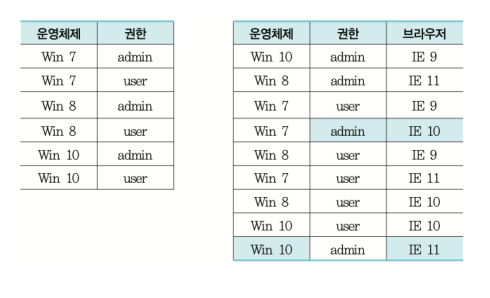 운영체제 권한
Win 7 admin
Win 7 user
Win 8 admin
Win 8 user
Win 10 admin
Win 10 user
운영체제 권한 브라우저
Win 10 admin IE 9
Win 8 admin IE 11
Win 7 user IE 9
Win 7 admin IE 10
Win 8 user IE 9
Win 7 user IE 11
Win 8 user IE 10
Win 10 user IE 10
Win 10 admin IE 11